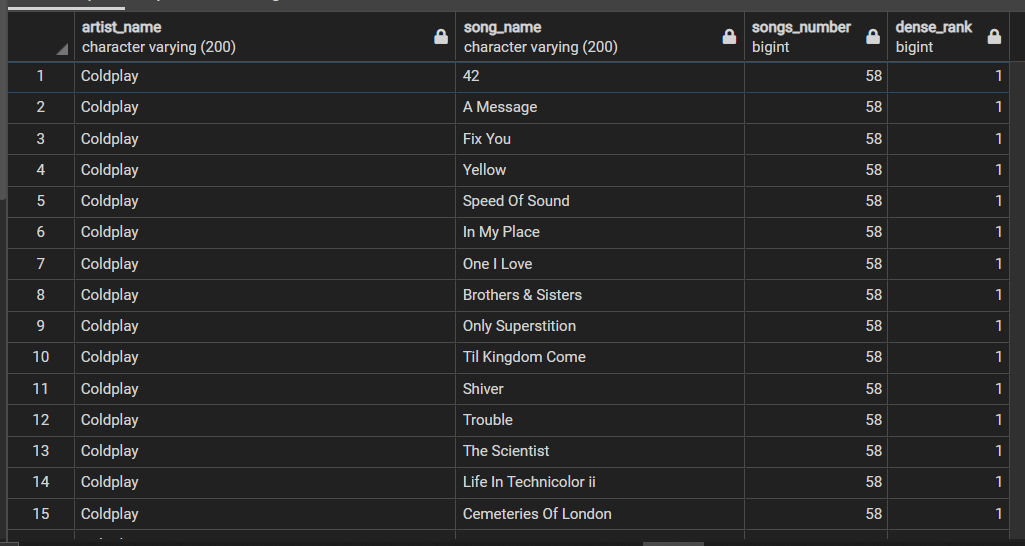 artist_name song_name songs_number dense_rank
character varying (200) character varying (200) bigint bigint
1 Coldplay 42 58 1
2 Coldplay A Message 58 1
3 Coldplay Fix You 58 1
4 Coldplay Yellow 58 1
5 Coldplay Speed Of Sound 58 1
6 Coldplay In My Place 58 1
7 Coldplay One I Love 58 1
8 Coldplay Brothers & Sisters 58 1
9 Coldplay Only Superstition 58 1
10 Coldplay Til Kingdom Come 58 1
11 Coldplay Shiver 58 1
12 Coldplay Trouble 58 1
13 Coldplay The Scientist 58 1
14 Coldplay Life In Technicolor ii 58 1
15 Coldplay Cemeteries Of London 58 1